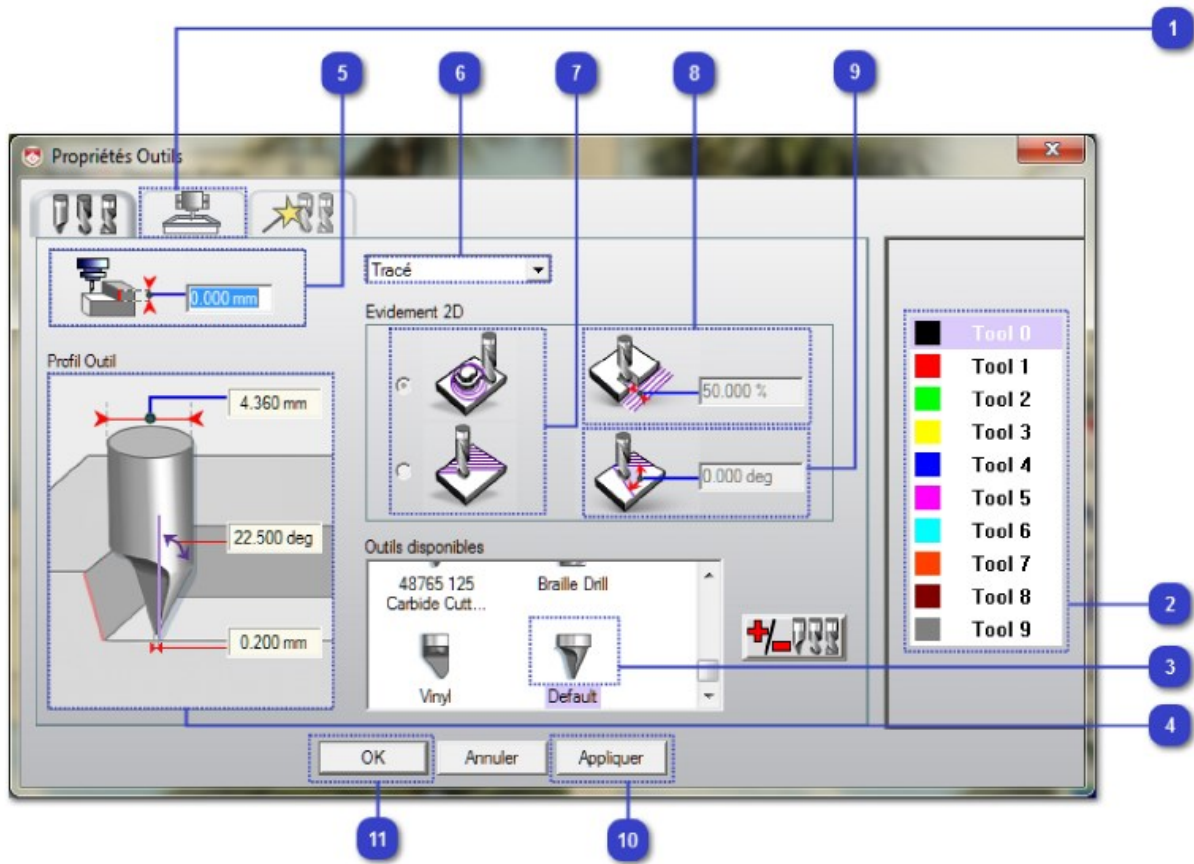 1
5
6
7
8
9
Propriétés Outils
0.000 mm
Tracé
Evidement 2D
50.000 %
0.000 deg
Profil Outil
4.360 mm
22.500 deg
0.200 mm
Outils disponibles
48765 125
Carbide Cutt...
Braille Drill
Vinyl
Default
+/-
Tool 0
Tool 1
Tool 2
Tool 3
Tool 4
Tool 5
Tool 6
Tool 7
Tool 8
Tool 9
2
3
4
OK
Annuler
Appliquer
11
10